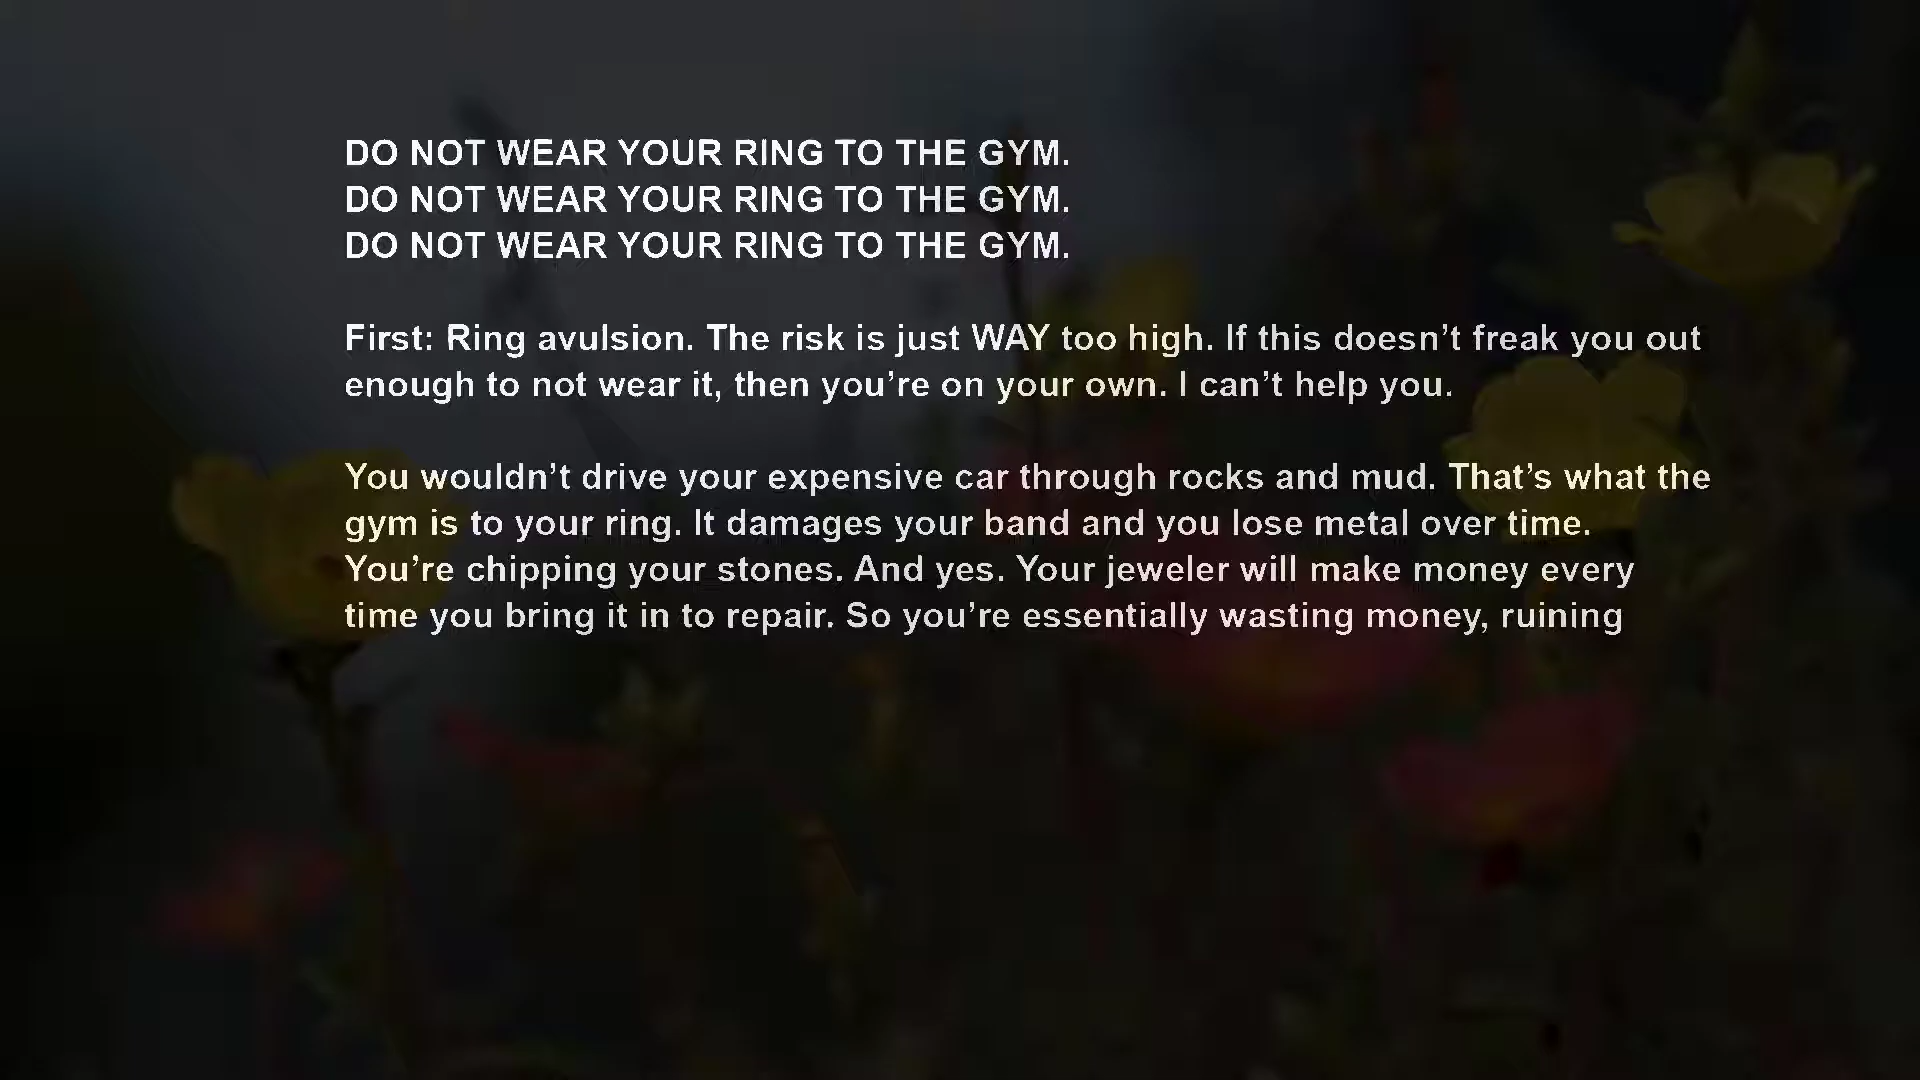 DO NOT WEAR YOUR RING TO THE GYM.
DO NOT WEAR YOUR RING TO THE GYM.
DO NOT WEAR YOUR RING TO THE GYM.
First: Ring avulsion. The risk is just WAY too high. If this doesn’t freak you out
enough to not wear it, then you’re on your own. I can’t help you.
You wouldn’t drive your expensive car through rocks and mud. That’s what the
gym is to your ring. It damages your band and you lose metal over time.
You’re chipping your stones. And yes. Your jeweler will make money every
time you bring it in to repair. So you’re essentially wasting money, ruining